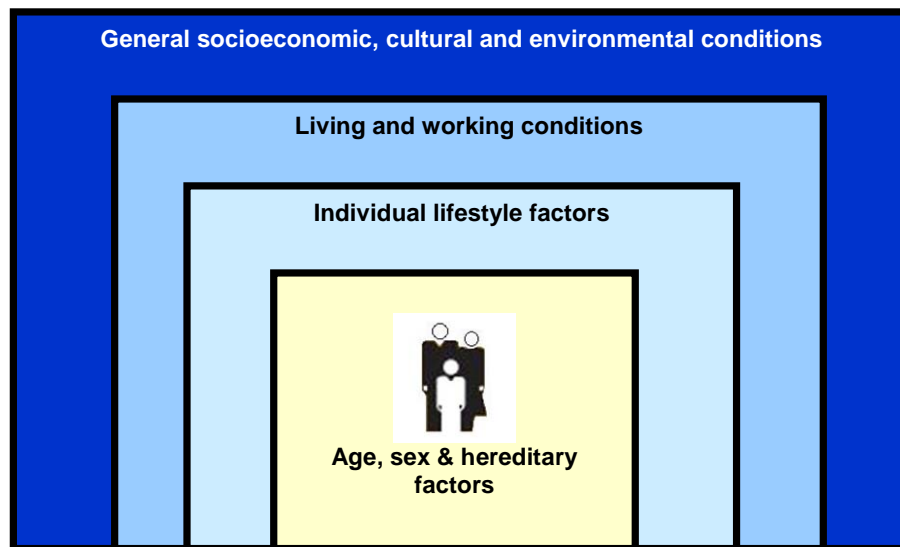 General socioeconomic, cultural and environmental conditions
Living and working conditions
Individual lifestyle factors
Age, sex & hereditary
factors